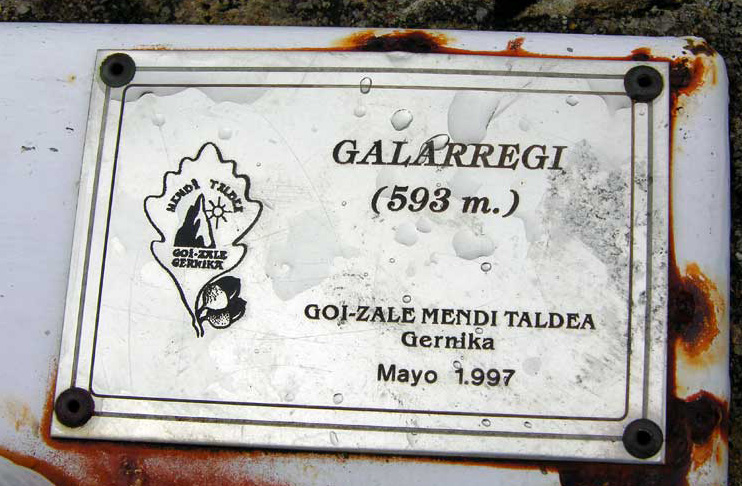 GALARREGI
(593 m.)
MENDI TALDEA
GOI-ZALE
GERNIKA
GOI-ZALE MENDI TALDEA
Gernika
Mayo 1.997